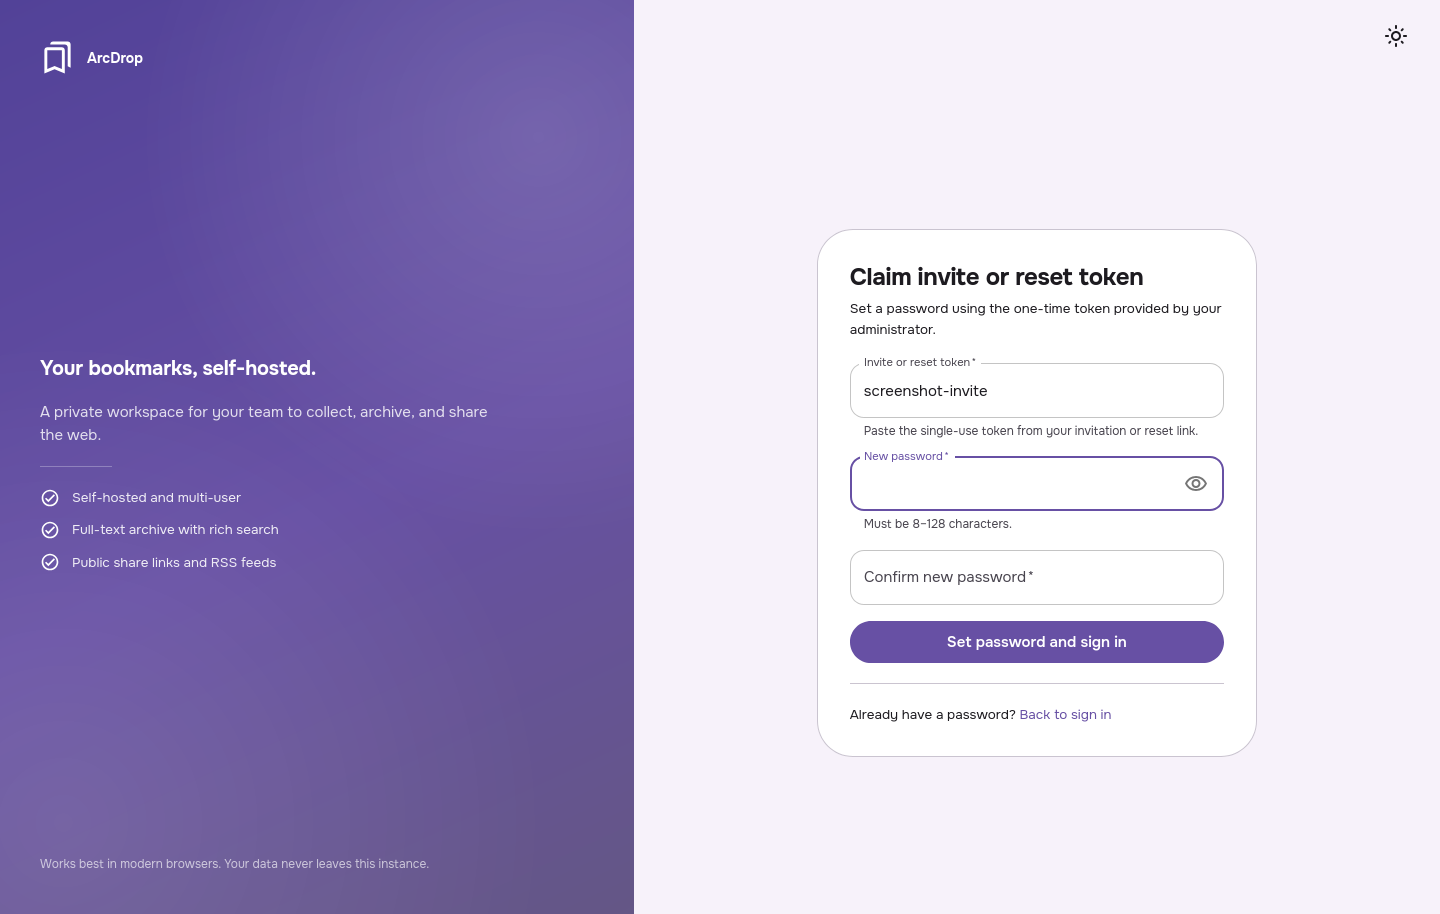 ArcDrop
Your bookmarks, self-hosted.
A private workspace for your team to collect, archive, and share
the web.
Self-hosted and multi-user
Full-text archive with rich search
Public share links and RSS feeds
Works best in modern browsers. Your data never leaves this instance.
Claim invite or reset token
Set a password using the one-time token provided by your
administrator.
Invite or reset token *
screenshot-invite
Paste the single-use token from your invitation or reset link.
New password *
Must be 8–128 characters.
Confirm new password *
Set password and sign in
Already have a password? Back to sign in